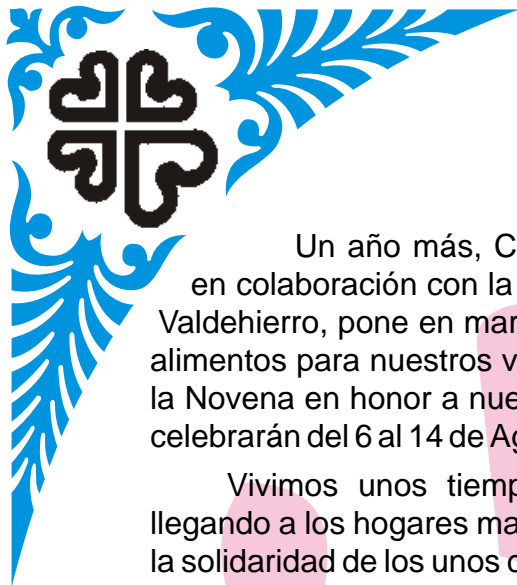 Un año más, C
en colaboración con la
Valdehierro, pone en mar
alimentos para nuestros v
la Novena en honor a nue
celebrarán del 6 al 14 de Ag
Vivimos unos tiemp
llegando a los hogares ma
la solidaridad de los unos c